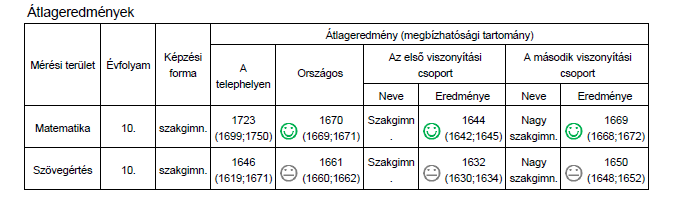 Átlageredmények
Átlageredmény (megbízhatósági tartomány)
Mérési terület
Évfolyam
Képzési
forma
A
telephelyen
Országos
Az első viszonyítási
csoport
A második viszonyítási
csoport
Neve
Eredménye
Neve
Eredménye
Matematika
10.
szakgimn.
1723
(1699;1750)
1670
(1669;1671)
Szakgimn
.
1644
(1642;1645)
Nagy
szakgimn.
1669
(1668;1672)
Szövegértés
10.
szakgimn.
1646
(1619;1671)
1661
(1660;1662)
Szakgimn
.
1632
(1630;1634)
Nagy
szakgimn.
1650
(1648;1652)